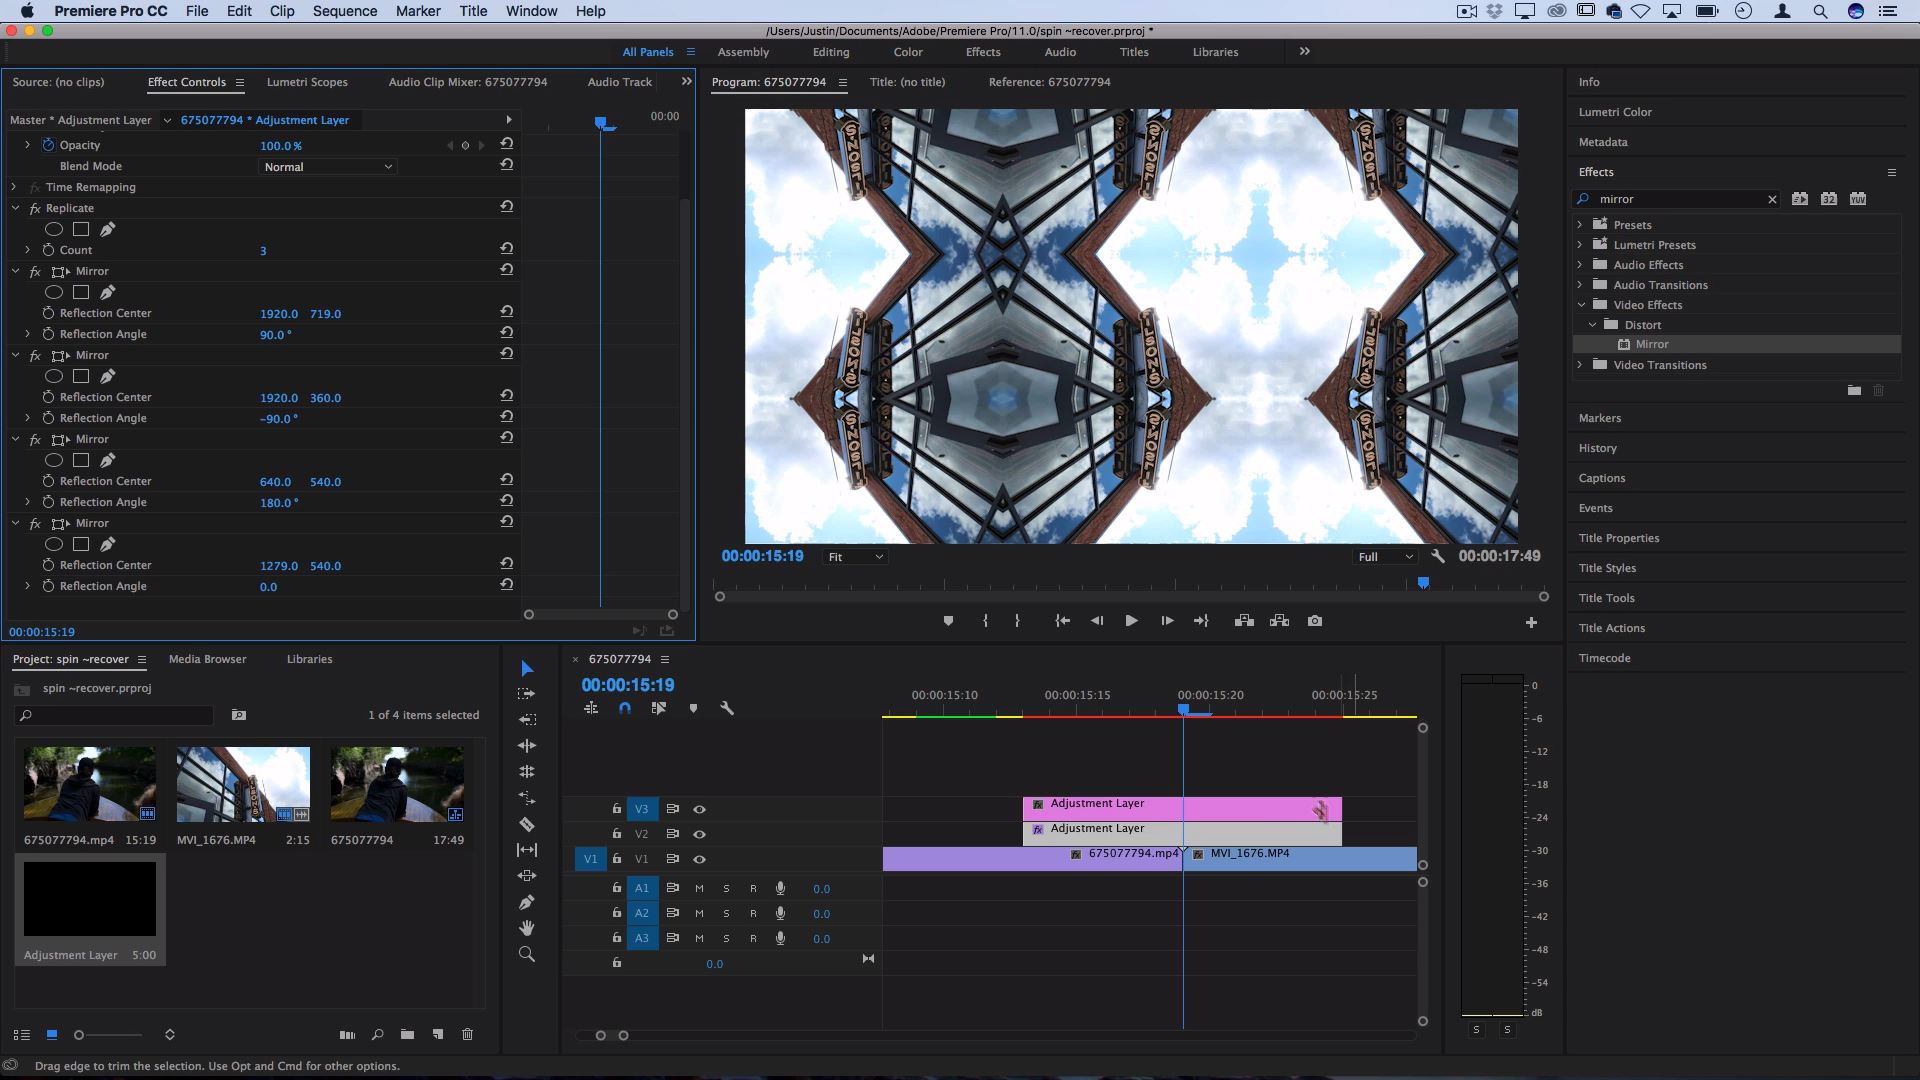 Premiere Pro CC File Edit Clip Sequence Marker Title Window Help
/Users/Justin/Documents/Adobe/Premiere Pro/11.0/spin ~recover.prproj *
All Panels Assembly Editing Color Effects Audio Titles Libraries
Source: (no clips) Effect Controls Lumetri Scopes Audio Clip Mixer: 675077794 Audio Track
Master * Adjustment Layer 675077794 * Adjustment Layer 00:00
Opacity 100.0 %
Blend Mode Normal
fx Time Remapping
fx Replicate
Count 3
fx Mirror
Reflection Center 1920.0 719.0
Reflection Angle 90.0 °
fx Mirror
Reflection Center 1920.0 360.0
Reflection Angle -90.0 °
fx Mirror
Reflection Center 640.0 540.0
Reflection Angle 180.0 °
fx Mirror
Reflection Center 1279.0 540.0
Reflection Angle 0.0
00:00:15:19
Program: 675077794 Title: (no title) Reference: 675077794
00:00:15:19 Fit Full 00:00:17:49
Info
Lumetri Color
Metadata
Effects
mirror 32 YUV
Presets
Lumetri Presets
Audio Effects
Audio Transitions
Video Effects
Distort
Mirror
Video Transitions
Markers
History
Captions
Events
Title Properties
Title Styles
Title Tools
Title Actions
Timecode
Project: spin ~recover Media Browser Libraries
spin ~recover.prproj
1 of 4 items selected
675077794.mp4 15:19 MVI_1676.MP4 2:15 675077794 17:49
Adjustment Layer 5:00
× 675077794
00:00:15:19
00:00:15:10 00:00:15:15 00:00:15:20 00:00:15:25
V3 fx Adjustment Layer
V2 fx Adjustment Layer
V1 V1 fx 675077794.mp4 fx MVI_1676.MP4
A1 M S R 0.0
A2 M S R 0.0
A3 M S R 0.0
0.0
0
-6
-12
-18
-24
-30
-36
-42
-48
-54
dB
S S
Drag edge to trim the selection. Use Opt and Cmd for other options.